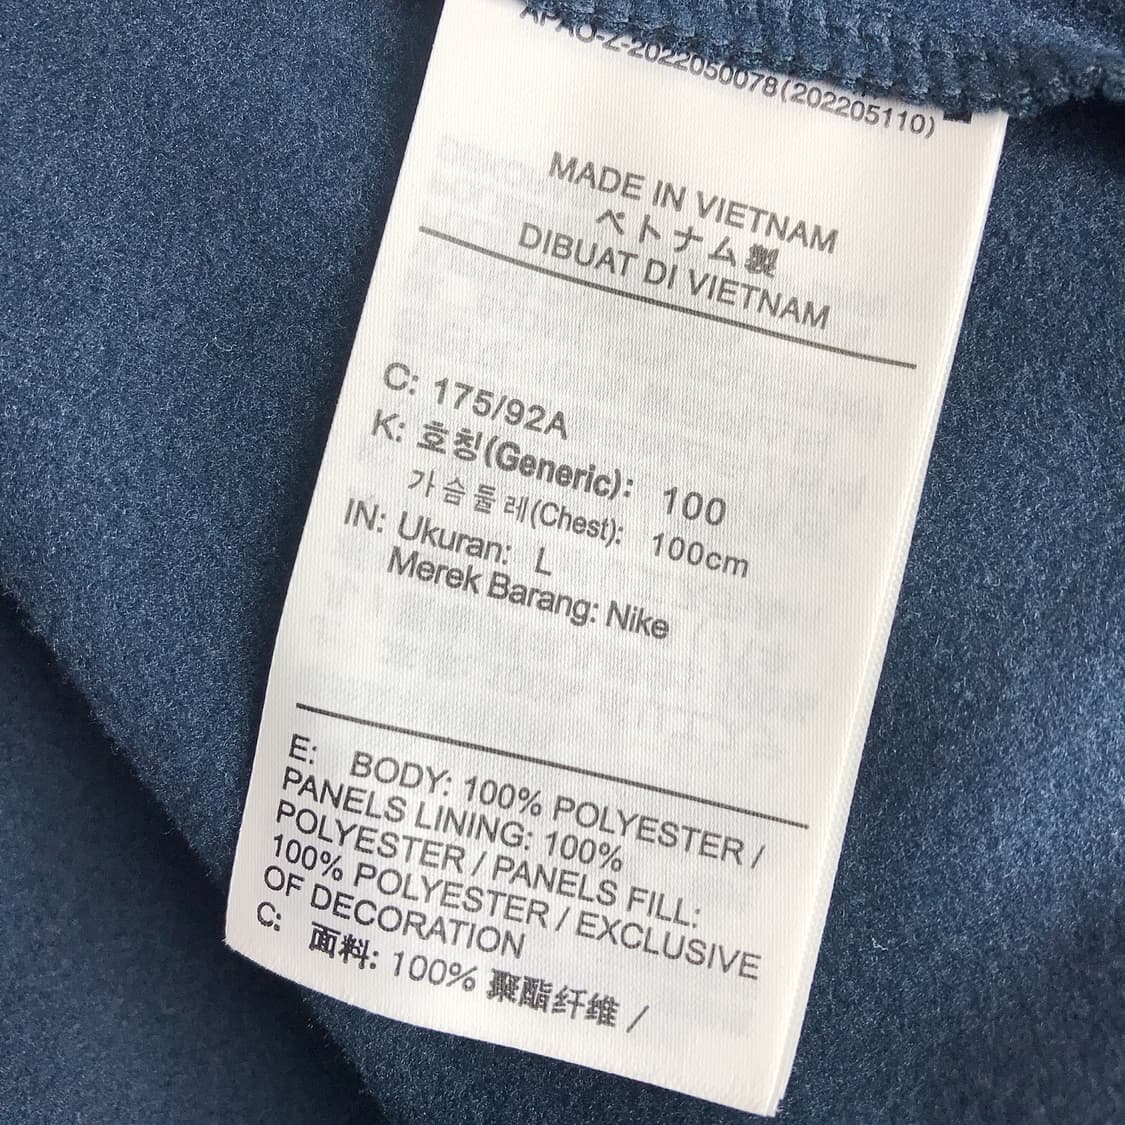 APAO-Z-2022050078(202205110)
MADE IN VIETNAM
ベトナム製
DIBUAT DI VIETNAM
C: 175/92A
K: 호칭(Generic): 100
가슴둘레(Chest): 100cm
IN: Ukuran: L
Merek Barang: Nike
E: BODY: 100% POLYESTER /
PANELS LINING: 100%
POLYESTER / PANELS FILL:
100% POLYESTER / EXCLUSIVE
OF DECORATION
C: 面料: 100% 聚酯纤维 /